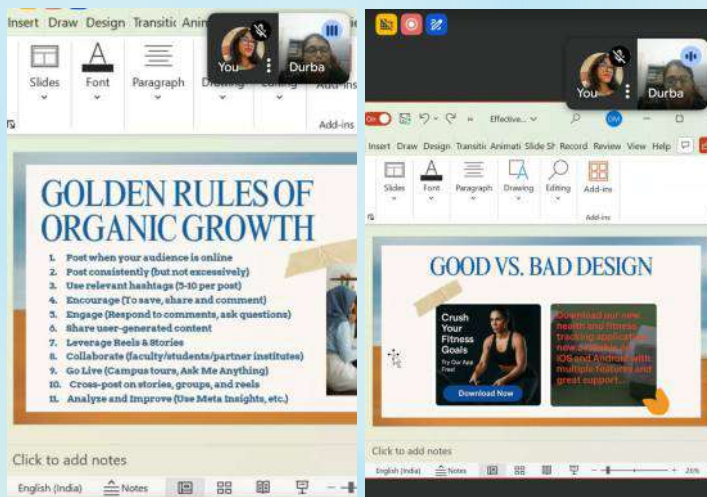 Insert Draw Design Transitic Anin
You
Durba
Slides
Font
Paragraph
Add-ins
GOLDEN RULES OF
ORGANIC GROWTH
1. Post when your audience is online
2. Post consistently (but not excessively)
3. Use relevant hashtags (5-10 per post)
4. Encourage (To save, share and comment)
5. Engage (Respond to comments, ask questions)
6. Share user-generated content
7. Leverage Reels & Stories
8. Collaborate (faculty/students/partner institutes)
9. Go Live (Campus tours, Ask Me Anything)
10. Cross-post on stories, groups, and reels
11. Analyze and Improve (Use Meta Insights, etc.)
Click to add notes
English (India) Notes
You
Durba
On
Effective...
DM
Insert Draw Design Transitic Animati Slide Sh Record Review View Help
Slides
Font
Paragraph
Drawing
Editing
Add-ins
Add-ins
GOOD VS. BAD DESIGN
Crush
Your
Fitness
Goals
Try Our App
Free!
Download Now
Download our new
health and fitness
tracking application
now available on
iOS and Android with
multiple features and
great support...
Click to add notes
English (India) Notes
26%